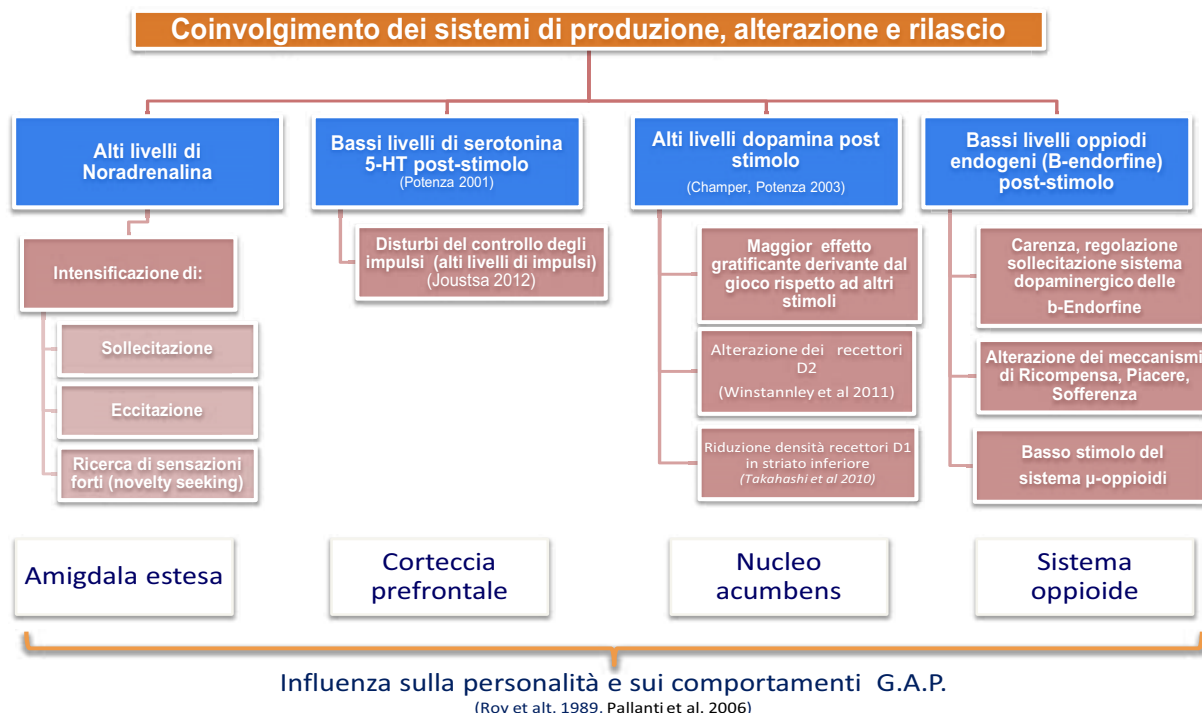 Coinvolgimento dei sistemi di produzione, alterazione e rilascio
Alti livelli di
Noradrenalina
Intensificazione di:
Sollecitazione
Eccitazione
Ricerca di sensazioni
forti (novelty seeking)
Bassi livelli di serotonina
5-HT post-stimolo
(Potenza 2001)
Disturbi del controllo degli
impulsi (alti livelli di impulsi)
(Joustsa 2012)
Alti livelli dopamina post
stimolo
(Champer, Potenza 2003)
Maggior effetto
gratificante derivante dal
gioco rispetto ad altri
stimoli
Alterazione dei recettori
D2
(Winstannley et al 2011)
Riduzione densità recettori D1
in striato inferiore
(Takahashi et al 2010)
Bassi livelli oppiodi
endogeni (B-endorfine)
post-stimolo
Carenza, regolazione
sollecitazione sistema
dopaminergico delle
b-Endorfine
Alterazione dei meccanismi
di Ricompensa, Piacere,
Sofferenza
Basso stimolo del
sistema µ-oppioidi
Amigdala estesa
Corteccia
prefrontale
Nucleo
acumbens
Sistema
oppioide
Influenza sulla personalità e sui comportamenti G.A.P.
(Roy et alt. 1989, Pallanti et al. 2006)